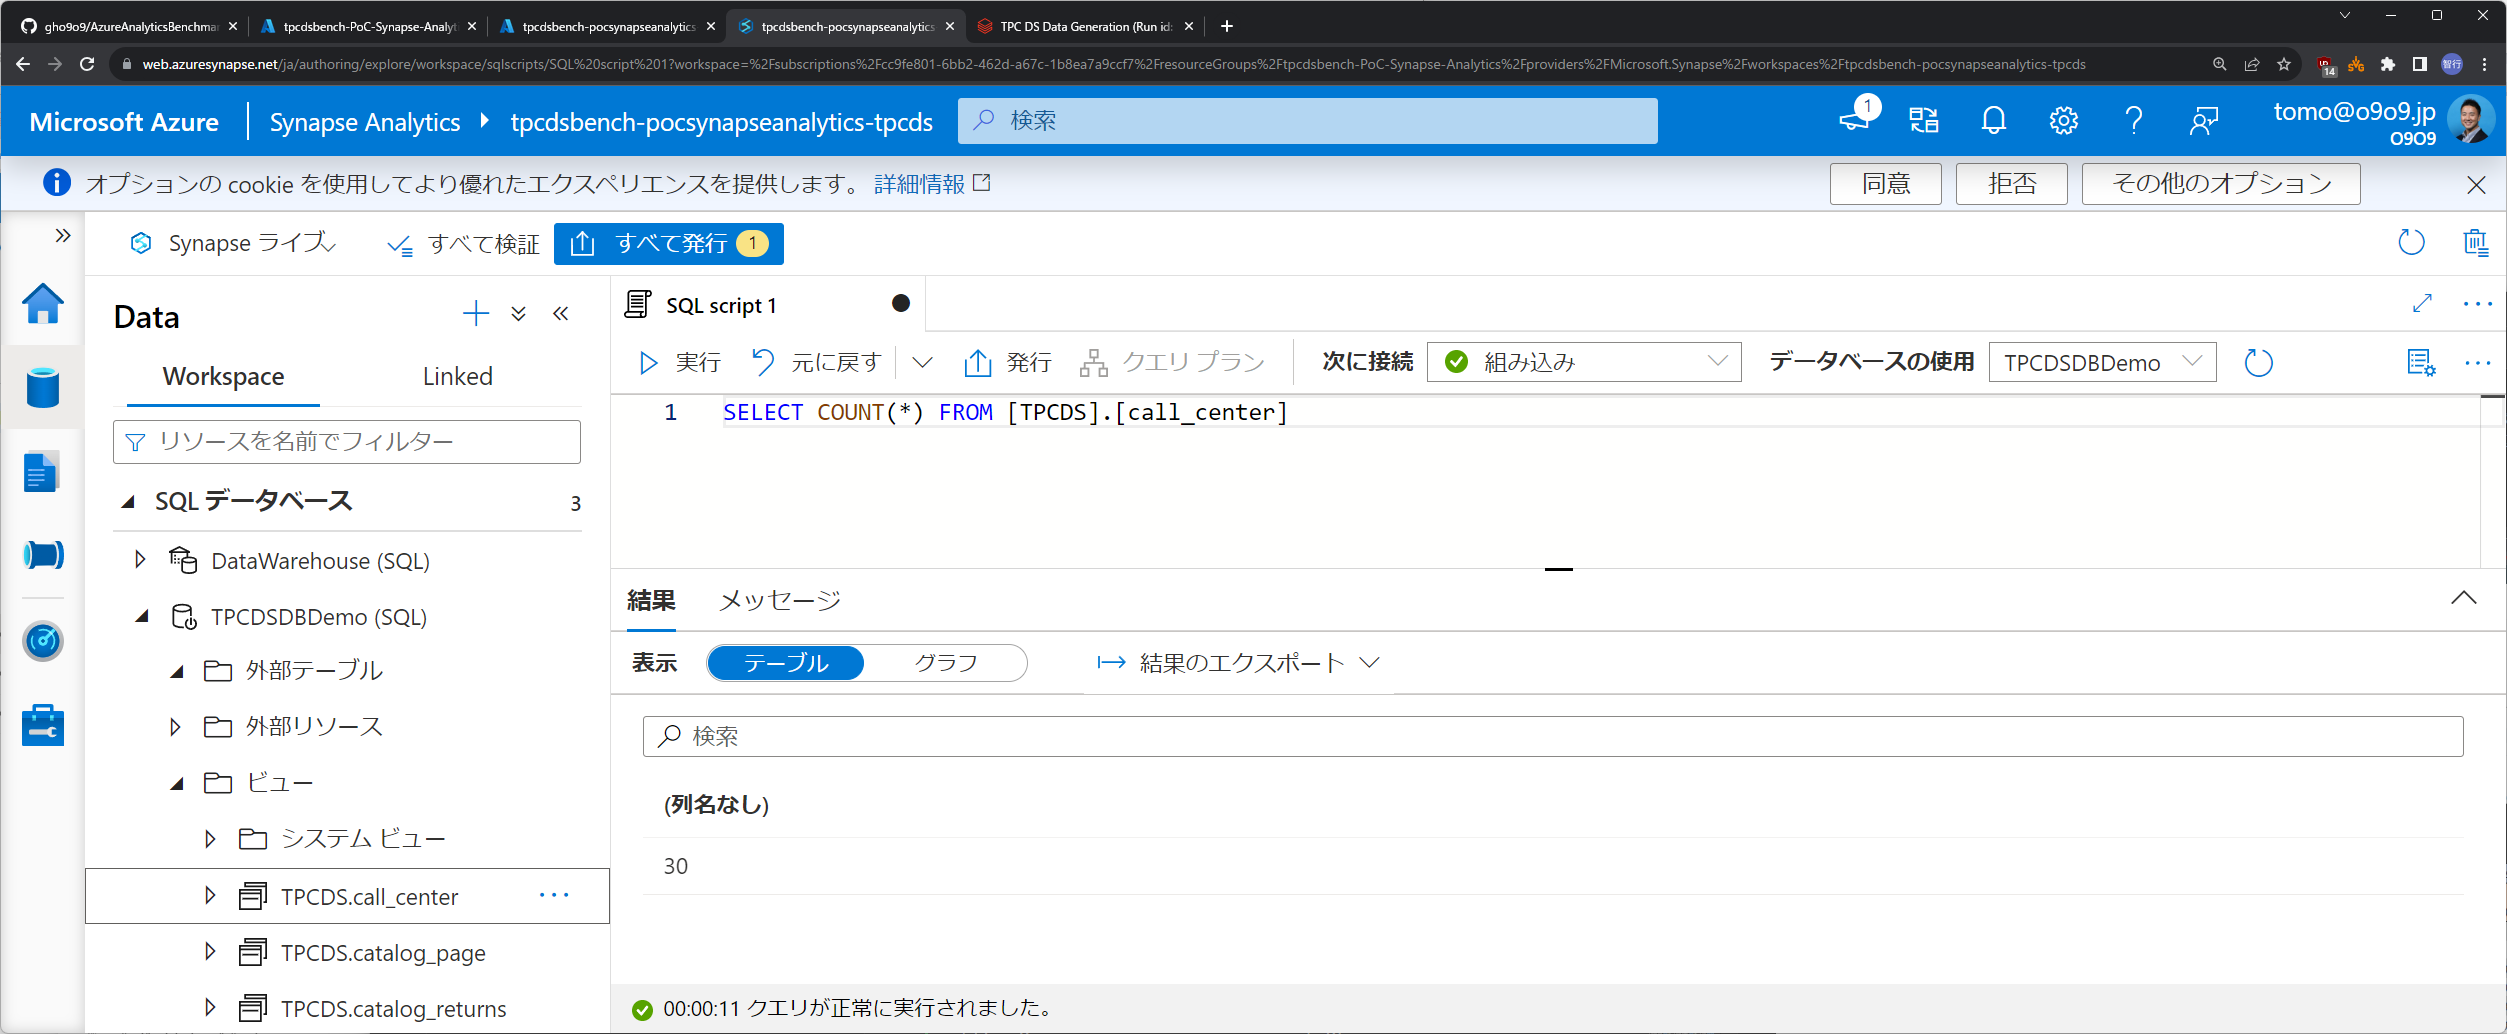 gho9o9/AzureAnalyticsBenchmar
tpcdsbench-PoC-Synapse-Analyt
tpcdsbench-pocsynapseanalytics
tpcdsbench-pocsynapseanalytics
TPC DS Data Generation (Run id:
web.azuresynapse.net/ja/authoring/explore/workspace/sqlscripts/SQL%20script%201?workspace=%2Fsubscriptions%2Fcc9fe801-6bb2-462d-a67c-1b8ea7a9ccf7%2FresourceGroups%2Ftpcdsbench-PoC-Synapse-Analytics%2Fproviders%2FMicrosoft.Synapse%2Fworkspaces%2Ftpcdsbench-pocsynapseanalytics-tpcds
14
智行
Microsoft Azure
Synapse Analytics
tpcdsbench-pocsynapseanalytics-tpcds
検索
1
tomo@o9o9.jp
O9O9
オプションの cookie を使用してより優れたエクスペリエンスを提供します。 詳細情報
同意
拒否
その他のオプション
Synapse ライブ
すべて検証
すべて発行 1
Data
Workspace
Linked
リソースを名前でフィルター
SQL データベース 3
DataWarehouse (SQL)
TPCDSDBDemo (SQL)
外部テーブル
外部リソース
ビュー
システム ビュー
TPCDS.call_center
TPCDS.catalog_page
TPCDS.catalog_returns
SQL script 1
実行
元に戻す
発行
クエリ プラン
次に接続
組み込み
データベースの使用
TPCDSDBDemo
1 SELECT COUNT(*) FROM [TPCDS].[call_center]
結果
メッセージ
表示
テーブル
グラフ
結果のエクスポート
検索
(列名なし)
30
00:00:11 クエリが正常に実行されました。